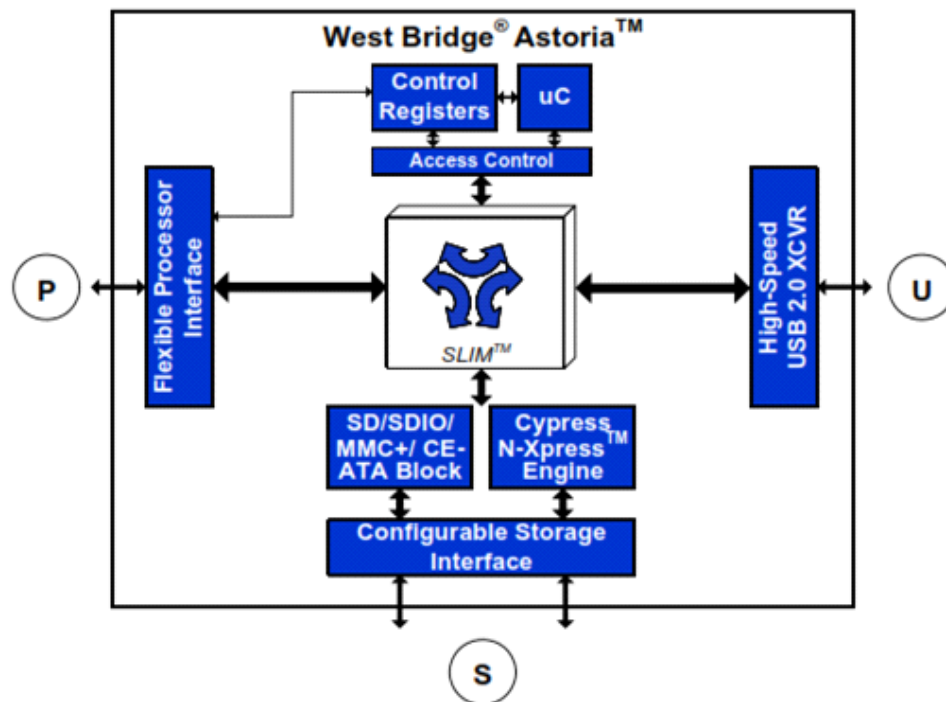 West Bridge® Astoria™
Control
Registers
uC
Access Control
Flexible Processor
Interface
P
SLIM™
High-Speed
USB 2.0 XCVR
U
SD/SDIO/
MMC+/ CE-
ATA Block
Cypress
N-Xpress™
Engine
Configurable Storage
Interface
S